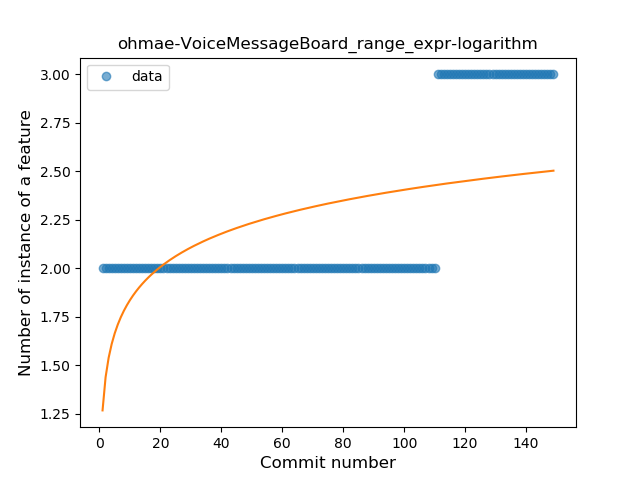 ohmae-VoiceMessageBoard_range_expr-logarithm
data
Number of instance of a feature
3.00
2.75
2.50
2.25
2.00
1.75
1.50
1.25
0 20 40 60 80 100 120 140
Commit number